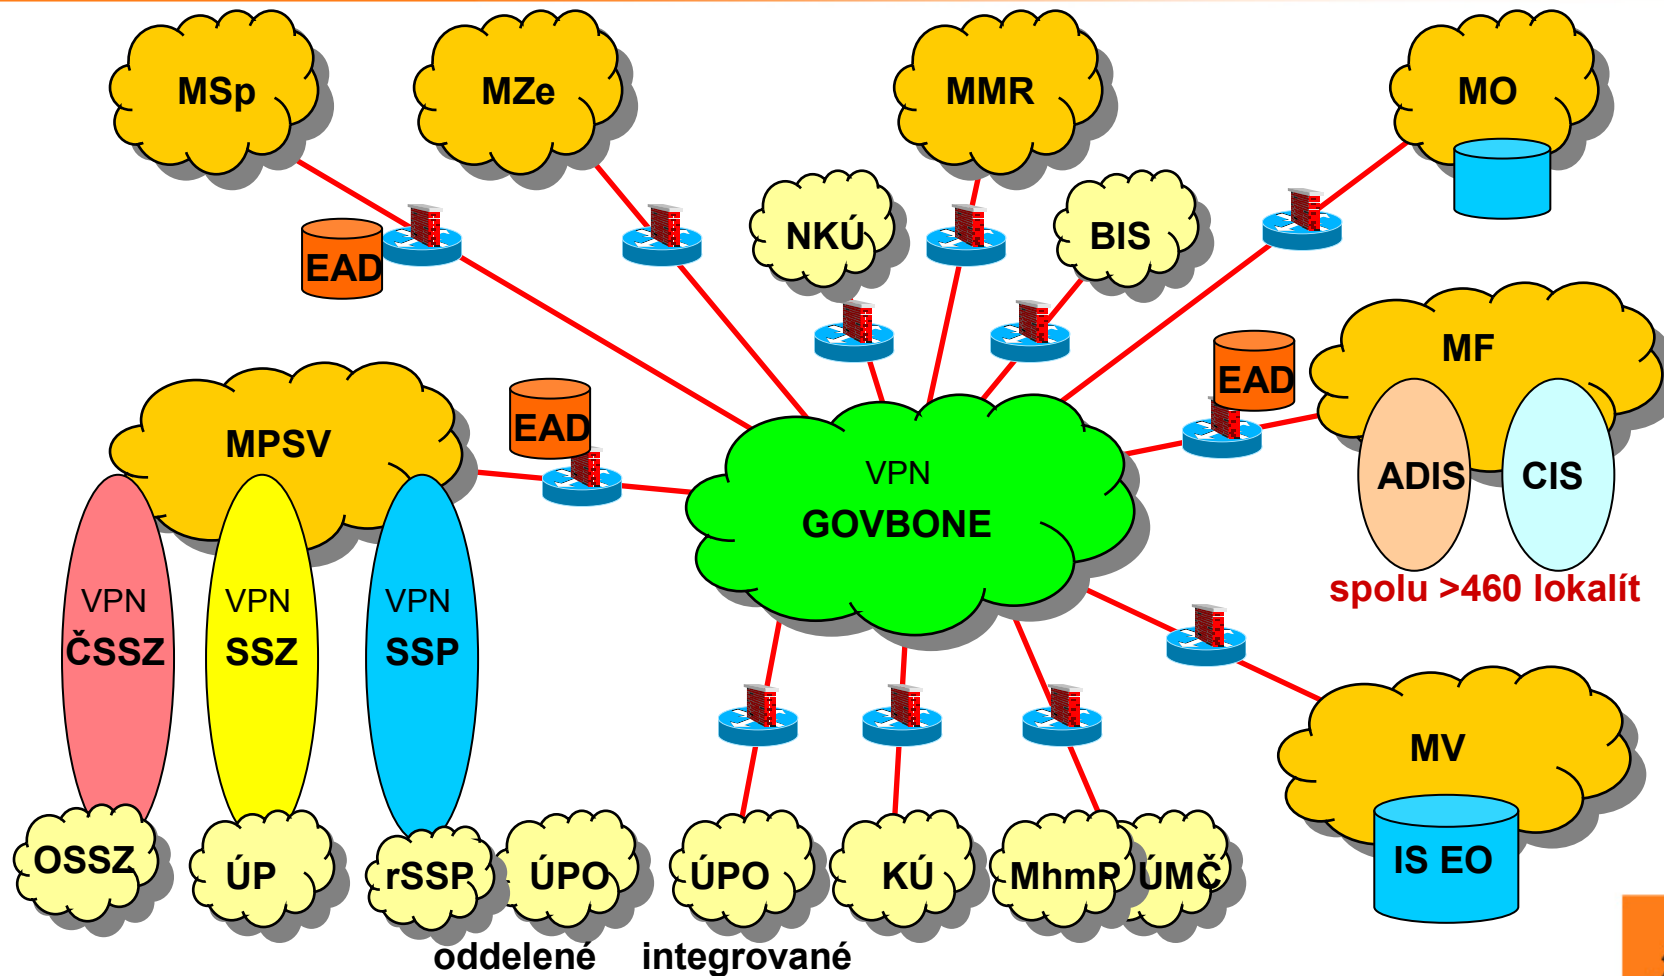 MSp
MZe
MMR
MO
NKÚ
BIS
EAD
MF
EAD
EAD
MPSV
VPN
GOVBONE
ADIS
CIS
spolu >460 lokalít
VPN
ČSSZ
VPN
SSZ
VPN
SSP
MV
IS EO
OSSZ
ÚP
rSSP
ÚPO
ÚPO
KÚ
MhmP
ÚMČ
oddelené
integrované